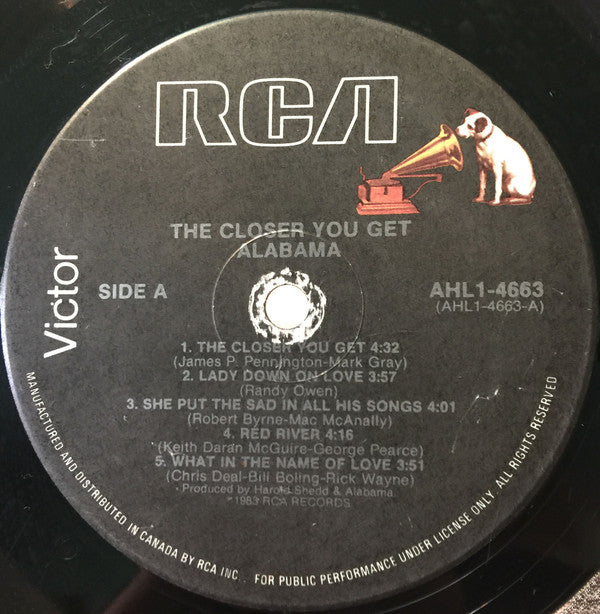 RCA
Victor
THE CLOSER YOU GET
ALABAMA
SIDE A
AHL1-4663
(AHL1-4663-A)
1. THE CLOSER YOU GET 4:32
(James P. Pennington-Mark Gray)
2. LADY DOWN ON LOVE 3:57
(Randy Owen)
3. SHE PUT THE SAD IN ALL HIS SONGS 4:01
(Robert Byrne-Mac McAnally)
4. RED RIVER 4:16
(Keith Daran McGuire-George Pearce)
5. WHAT IN THE NAME OF LOVE 3:51
(Chris Deal-Bill Boling-Rick Wayne)
Produced by Harold Shedd & Alabama
1983 RCA RECORDS
MANUFACTURED AND DISTRIBUTED IN CANADA BY RCA INC.. FOR PUBLIC PERFORMANCE UNDER LICENSE ONLY. ALL RIGHTS RESERVED